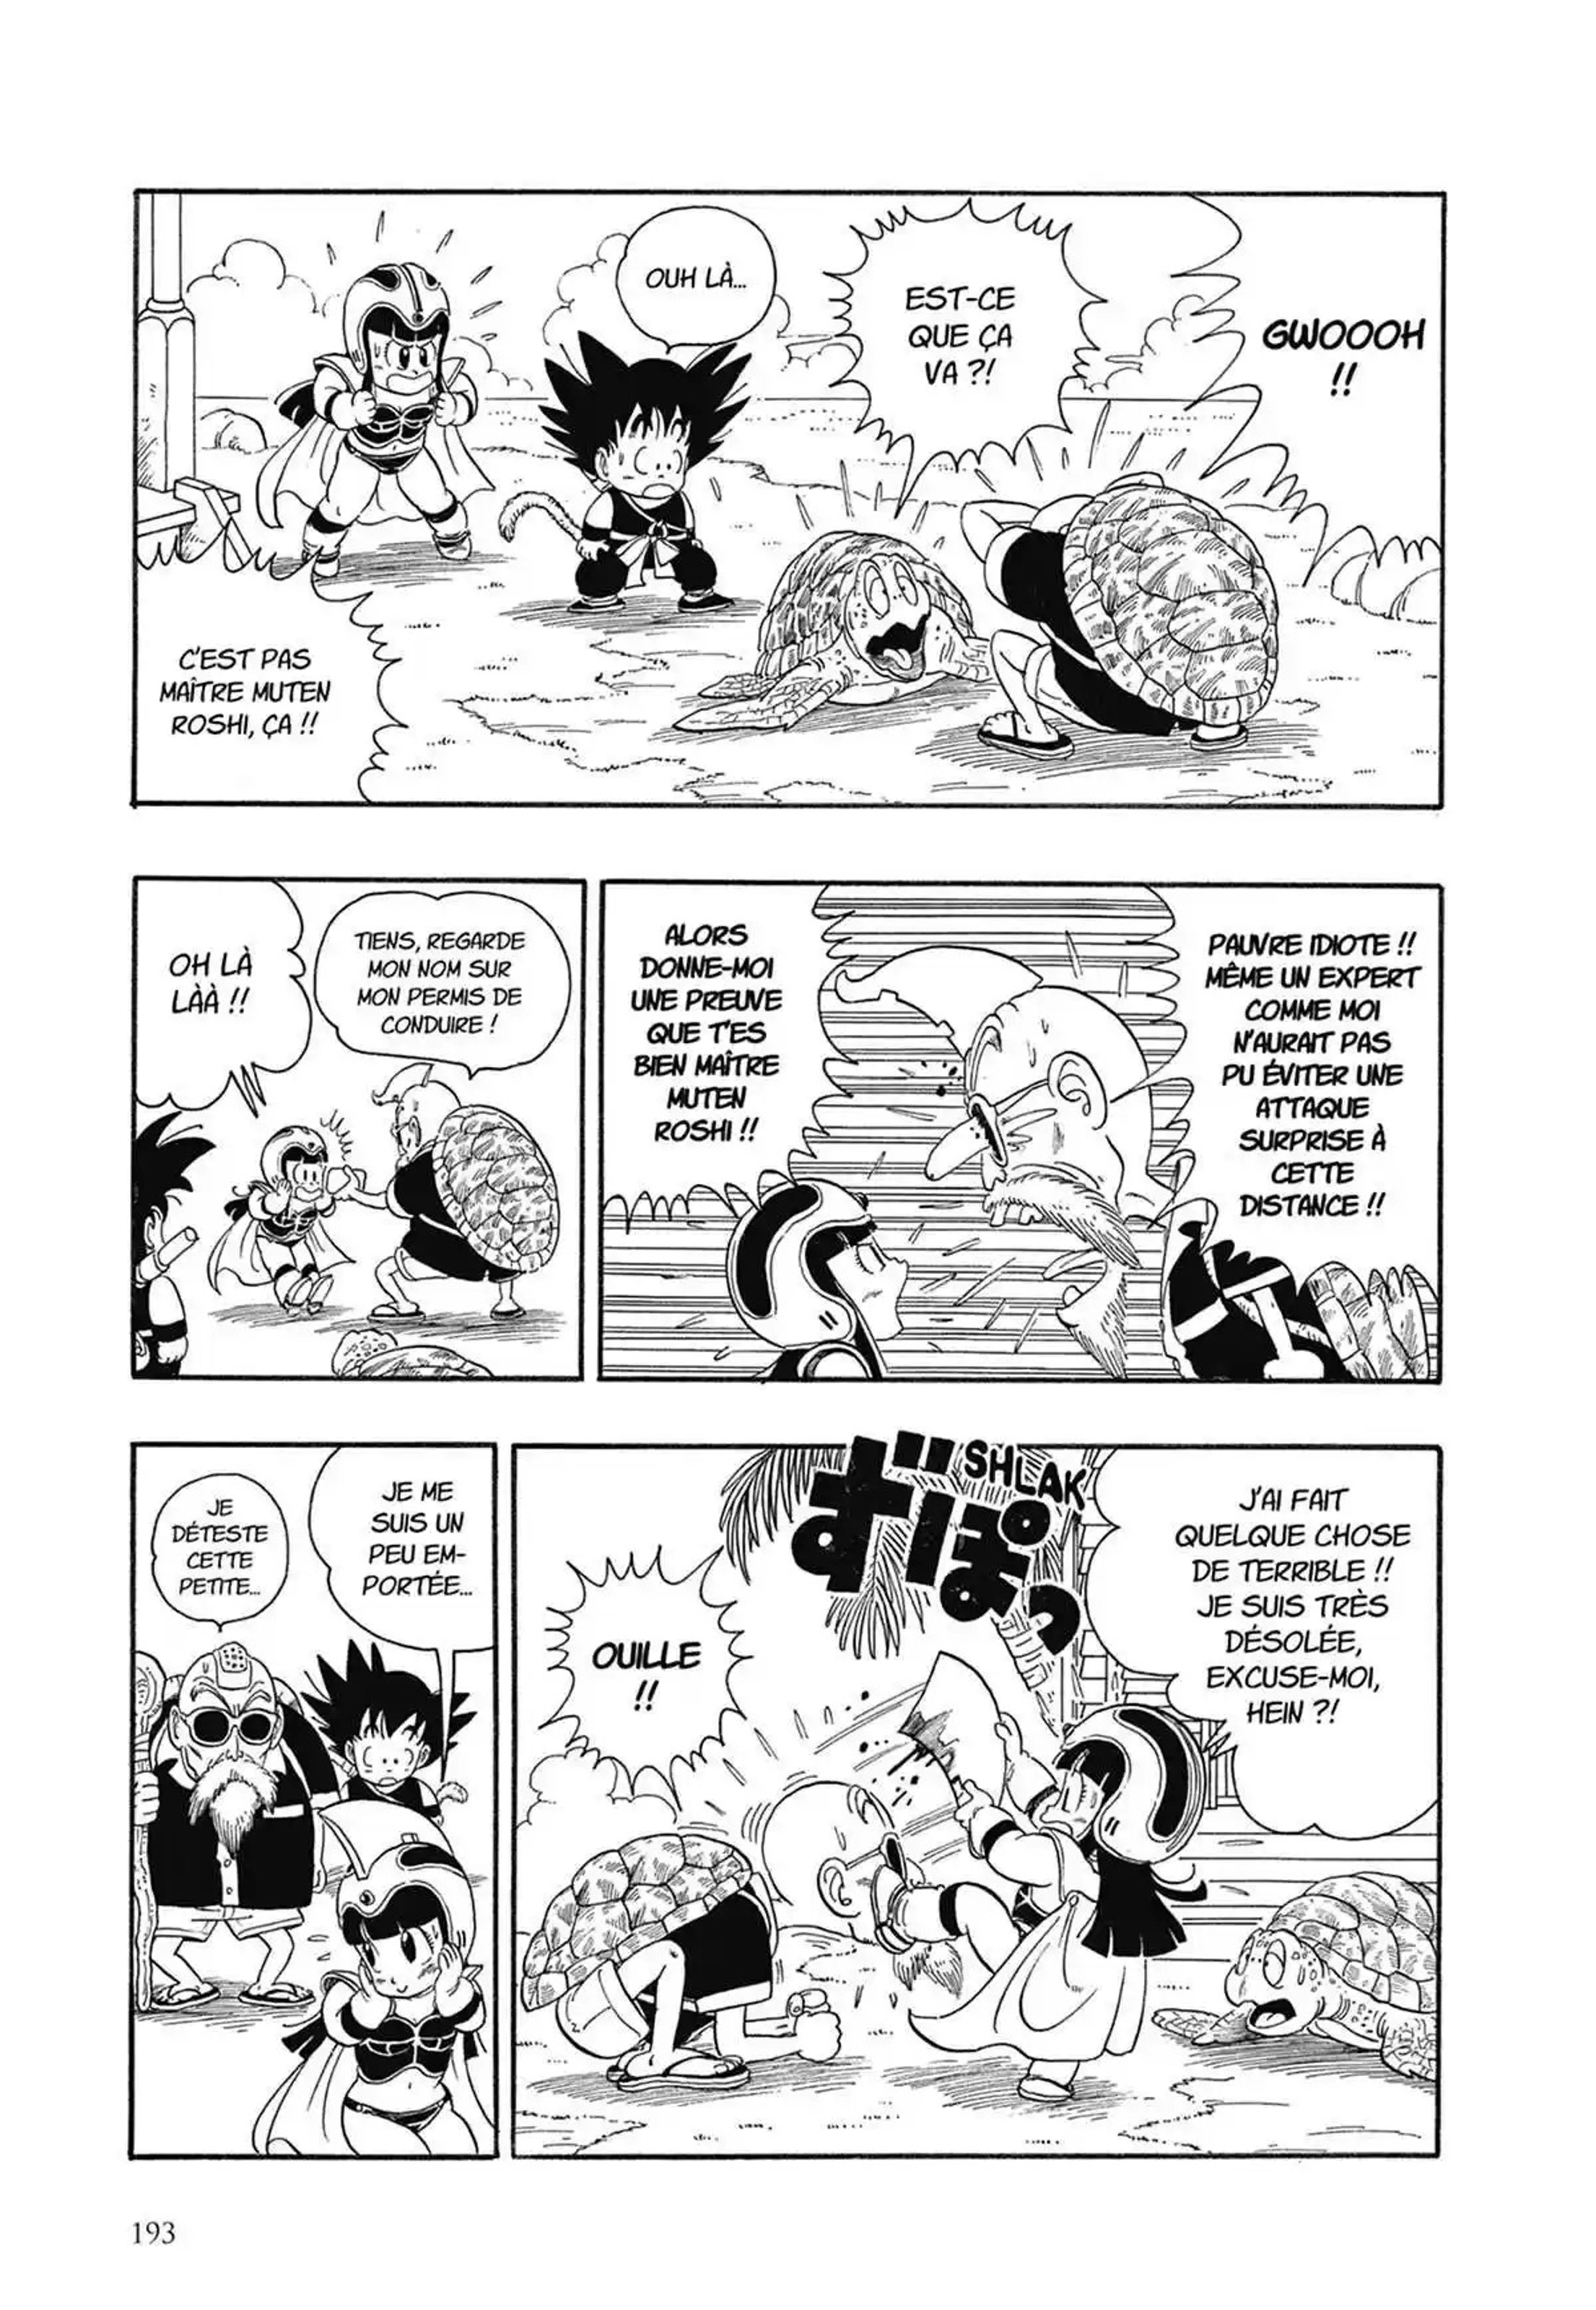 GWOOOH
!!
EST-CE
QUE ÇA
VA ?!
OUH LÀ...
C'EST PAS
MAÎTRE MUTEN
ROSHI, ÇA !!
PAUVRE IDIOTE !!
MÊME UN EXPERT
COMME MOI
N'AURAIT PAS
PU ÉVITER UNE
ATTAQUE
SURPRISE À
CETTE
DISTANCE !!
ALORS
DONNE-MOI
UNE PREUVE
QUE T'ES
BIEN MAÎTRE
MUTEN
ROSHI !!
TIENS, REGARDE
MON NOM SUR
MON PERMIS DE
CONDUIRE !
OH LÀ
LÀÀ !!
J'AI FAIT
QUELQUE CHOSE
DE TERRIBLE !!
JE SUIS TRÈS
DÉSOLÉE,
EXCUSE-MOI,
HEIN ?!
SHLAK
ずぽっ
OUILLE
!!
JE ME
SUIS UN
PEU EM-
PORTÉE...
JE
DÉTESTE
CETTE
PETITE...
193